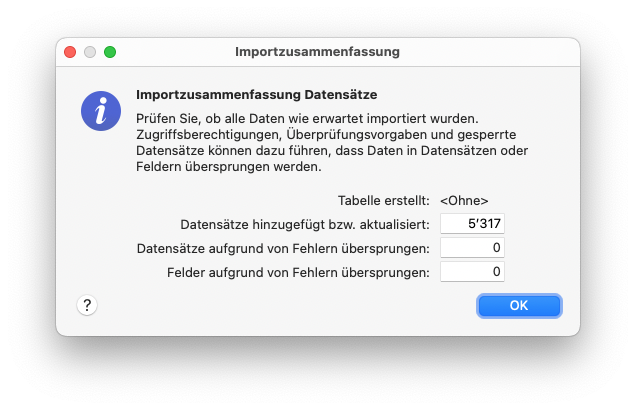 Importzusammenfassung
Importzusammenfassung Datensätze
Prüfen Sie, ob alle Daten wie erwartet importiert wurden.
Zugriffsberechtigungen, Überprüfungsvorgaben und gesperrte
Datensätze können dazu führen, dass Daten in Datensätzen oder
Feldern übersprungen werden.
Tabelle erstellt: <Ohne>
Datensätze hinzugefügt bzw. aktualisiert: 5’317
Datensätze aufgrund von Fehlern übersprungen: 0
Felder aufgrund von Fehlern übersprungen: 0
? OK